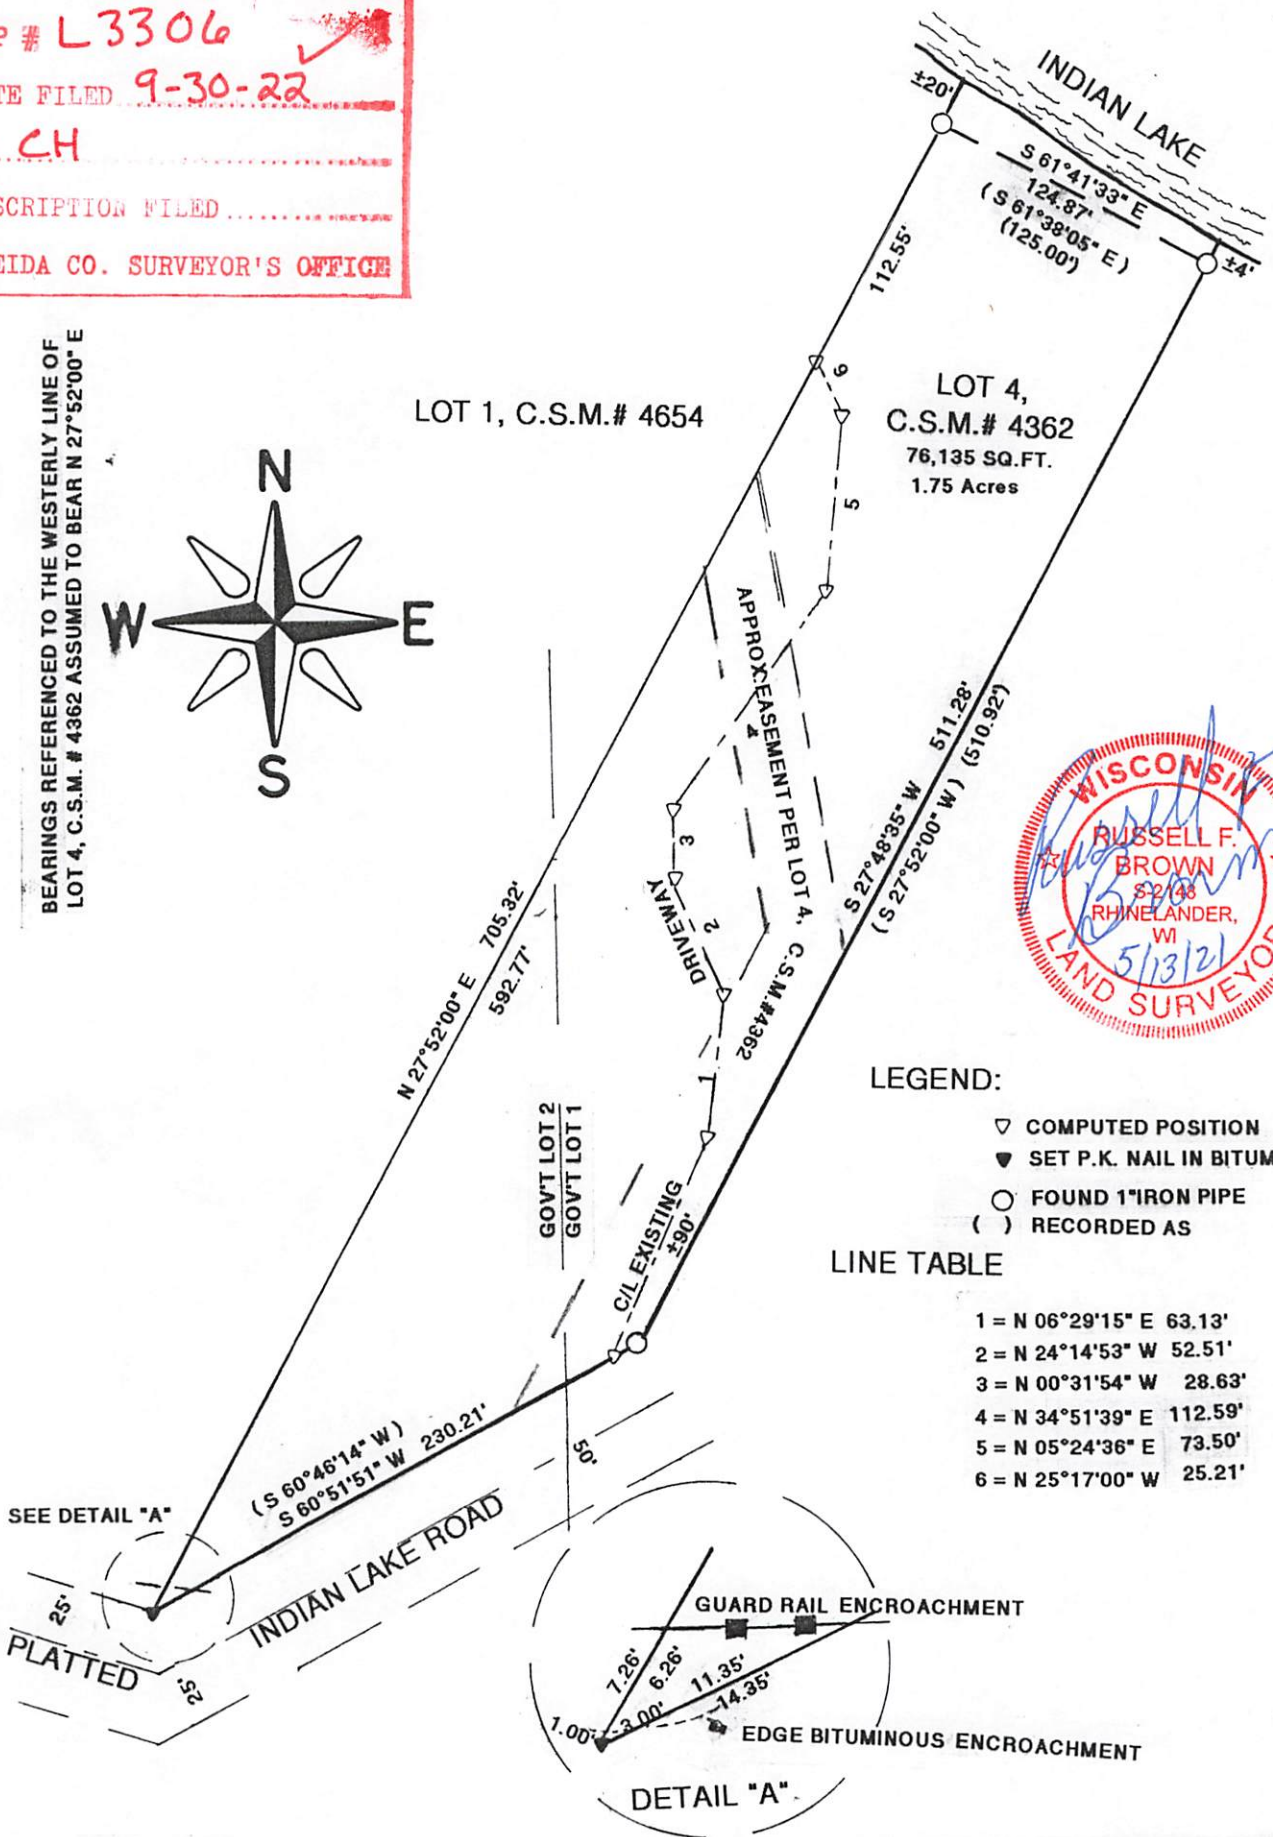 # L3306
TE FILED 9-30-22
CH
SCRIPTION FILED
EIDA CO. SURVEYOR'S OFFICE
INDIAN LAKE
±20'
S 61°41'33" E
124.87'
( S 61°38'05" E )
(125.00')
±4'
112.55'
BEARINGS REFERENCED TO THE WESTERLY LINE OF
LOT 4, C.S.M. # 4362 ASSUMED TO BEAR N 27°52'00" E
LOT 1, C.S.M.# 4654
LOT 4,
C.S.M.# 4362
76,135 SQ.FT.
1.75 Acres
N
W
E
S
6
5
4
3
2
1
APPROX.EASEMENT PER LOT 4, C.S.M.#4362
DRIVEWAY
S 27°48'35" W 511.28'
( S 27°52'00" W ) (510.92')
N 27°52'00" E 705.32'
592.77'
WISCONSIN
RUSSELL F.
BROWN
S-2148
RHINELANDER,
WI
5/13/21
LAND SURVEYOR
Russell F Brown
GOV'T LOT 2
GOV'T LOT 1
C/L EXISTING
±90'
LEGEND:
▽ COMPUTED POSITION
▼ SET P.K. NAIL IN BITUM
○ FOUND 1"IRON PIPE
( ) RECORDED AS
LINE TABLE
1 = N 06°29'15" E 63.13'
2 = N 24°14'53" W 52.51'
3 = N 00°31'54" W 28.63'
4 = N 34°51'39" E 112.59'
5 = N 05°24'36" E 73.50'
6 = N 25°17'00" W 25.21'
( S 60°46'14" W )
S 60°51'51" W 230.21'
50'
SEE DETAIL "A"
INDIAN LAKE ROAD
25'
PLATTED
25'
GUARD RAIL ENCROACHMENT
7.26'
6.26'
11.35'
14.35'
1.00'
3.00'
EDGE BITUMINOUS ENCROACHMENT
DETAIL "A"